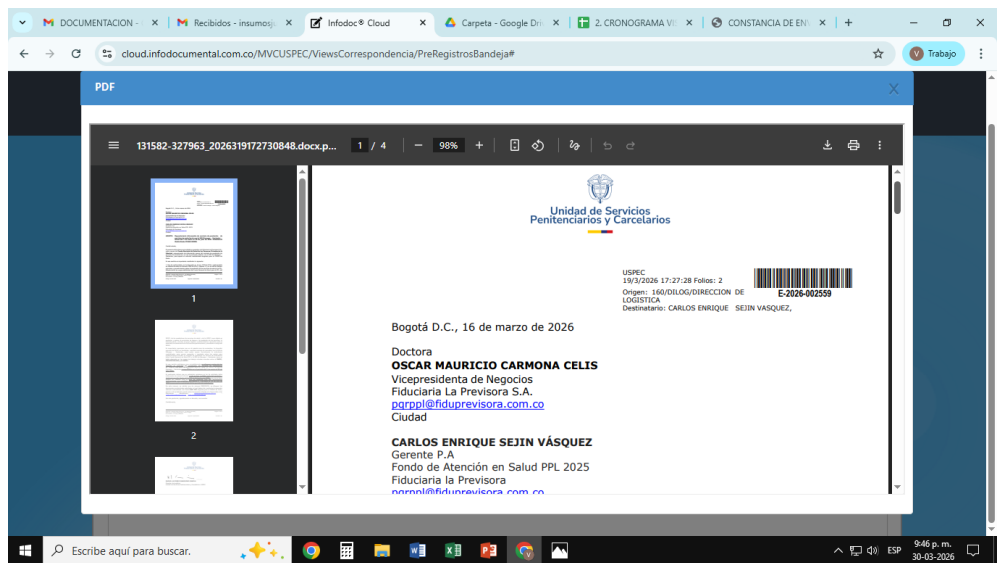 DOCUMENTACION -
Recibidos - insumosj
Infodoc® Cloud
Carpeta - Google Dri
2. CRONOGRAMA VI
CONSTANCIA DE EN
cloud.infodocumental.com.co/MVCUSPEC/ViewsCorrespondencia/PreRegistrosBandeja#
V Trabajo
PDF
X
131582-327963_2026319172730848.docx.p...
1 / 4
98%
1
2
Unidad de Servicios
Penitenciarios y Carcelarios
USPEC
19/3/2026 17:27:28 Folios: 2
Origen: 160/DILOG/DIRECCION DE
LOGISTICA
Destinatario: CARLOS ENRIQUE SEJIN VASQUEZ,
E-2026-002559
Bogotá D.C., 16 de marzo de 2026
Doctora
OSCAR MAURICIO CARMONA CELIS
Vicepresidenta de Negocios
Fiduciaria La Previsora S.A.
pqrppl@fiduprevisora.com.co
Ciudad
CARLOS ENRIQUE SEJIN VÁSQUEZ
Gerente P.A
Fondo de Atención en Salud PPL 2025
Fiduciaria la Previsora
pqrppl@fiduprevisora.com.co
Escribe aquí para buscar.
ESP
9:46 p. m.
30-03-2026